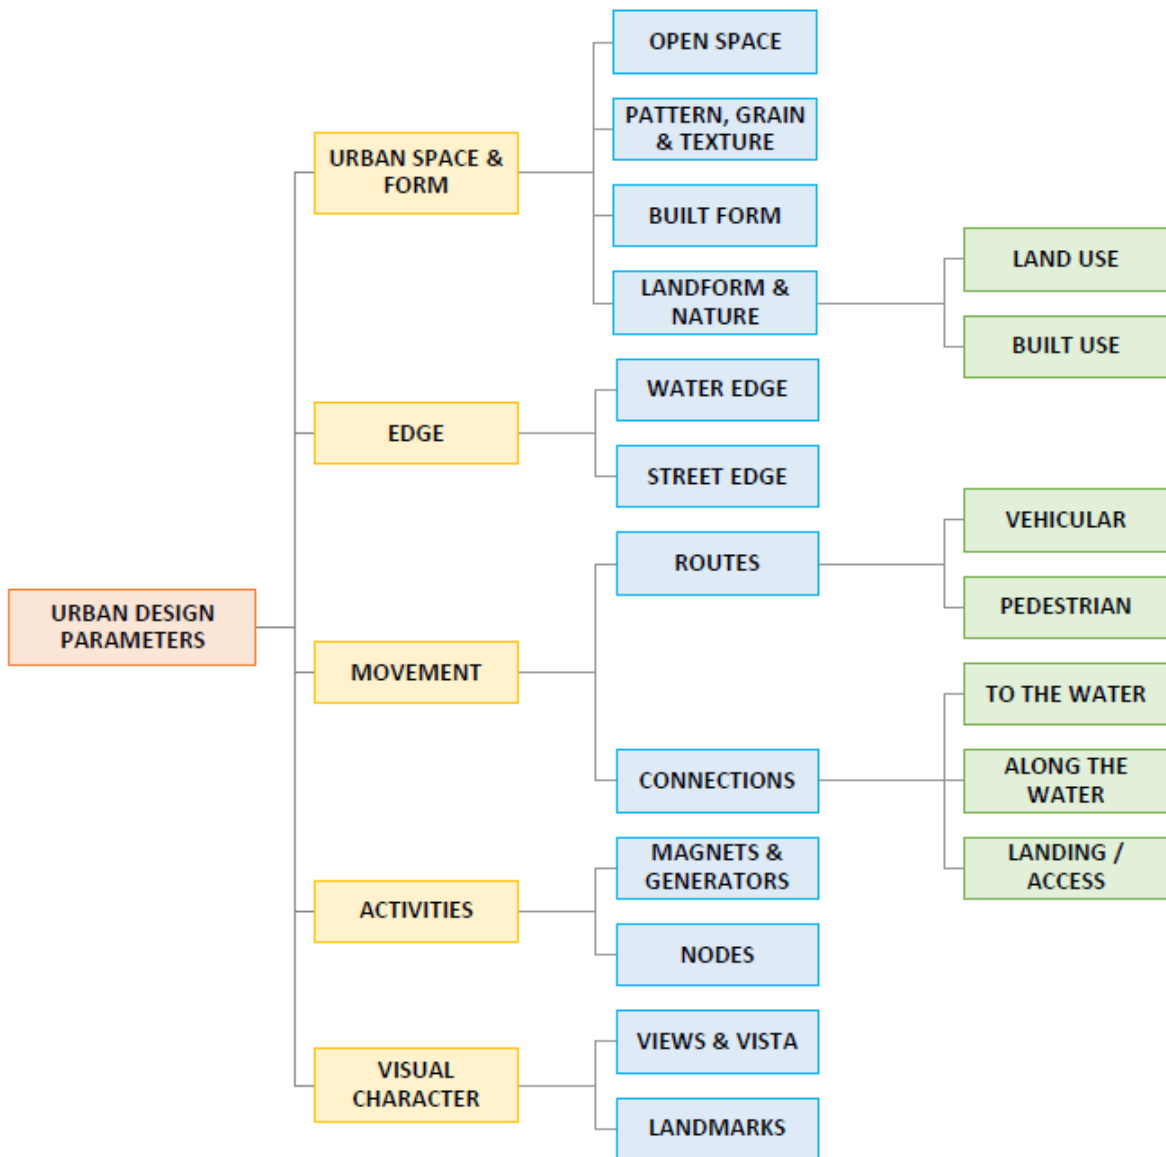 OPEN SPACE
PATTERN, GRAIN
& TEXTURE
URBAN SPACE &
FORM
BUILT FORM
LAND USE
LANDFORM &
NATURE
BUILT USE
WATER EDGE
EDGE
STREET EDGE
VEHICULAR
ROUTES
PEDESTRIAN
URBAN DESIGN
PARAMETERS
MOVEMENT
TO THE WATER
CONNECTIONS
ALONG THE
WATER
MAGNETS &
GENERATORS
LANDING /
ACCESS
ACTIVITIES
NODES
VIEWS & VISTA
VISUAL
CHARACTER
LANDMARKS